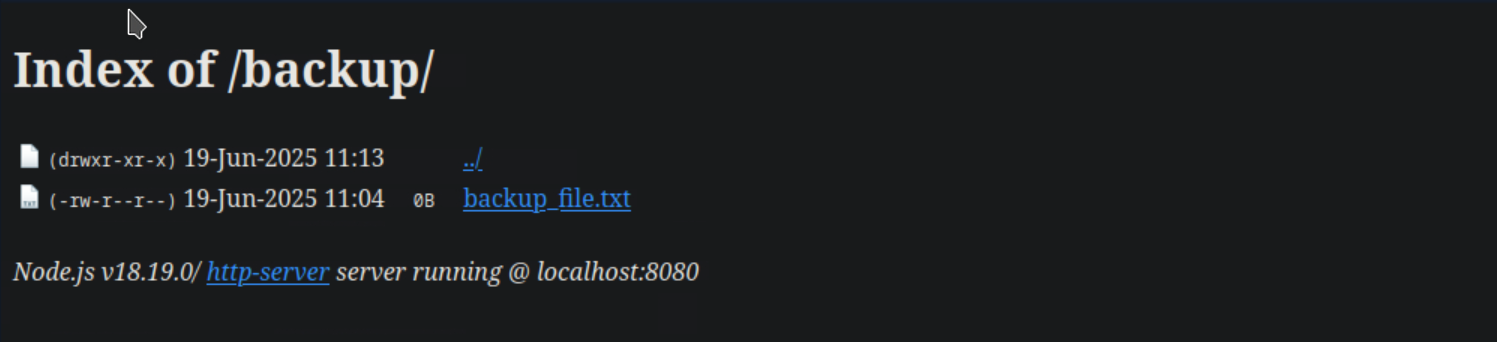 Index of /backup/
(drwxr-xr-x) 19-Jun-2025 11:13 ../
(-rw-r--r--) 19-Jun-2025 11:04 0B backup_file.txt
Node.js v18.19.0/ http-server server running @ localhost:8080